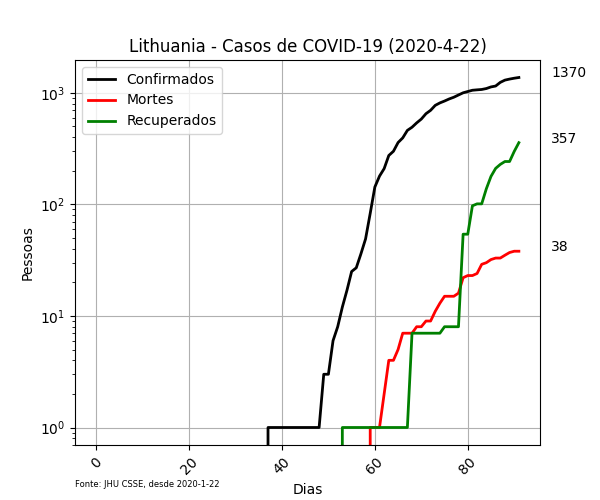 Lithuania - Casos de COVID-19 (2020-4-22)
Confirmados
Mortes
Recuperados
1370
357
38
Pessoas
10³
10²
10¹
10⁰
0
20
40
60
80
Dias
Fonte: JHU CSSE, desde 2020-1-22